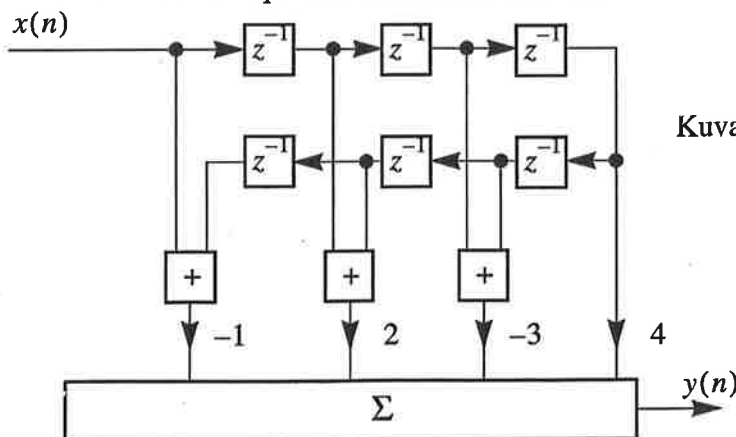 x(n)
z⁻¹ z⁻¹ z⁻¹
Kuva
z⁻¹ z⁻¹ z⁻¹
+ + +
–1 2 –3 4
Σ
y(n)